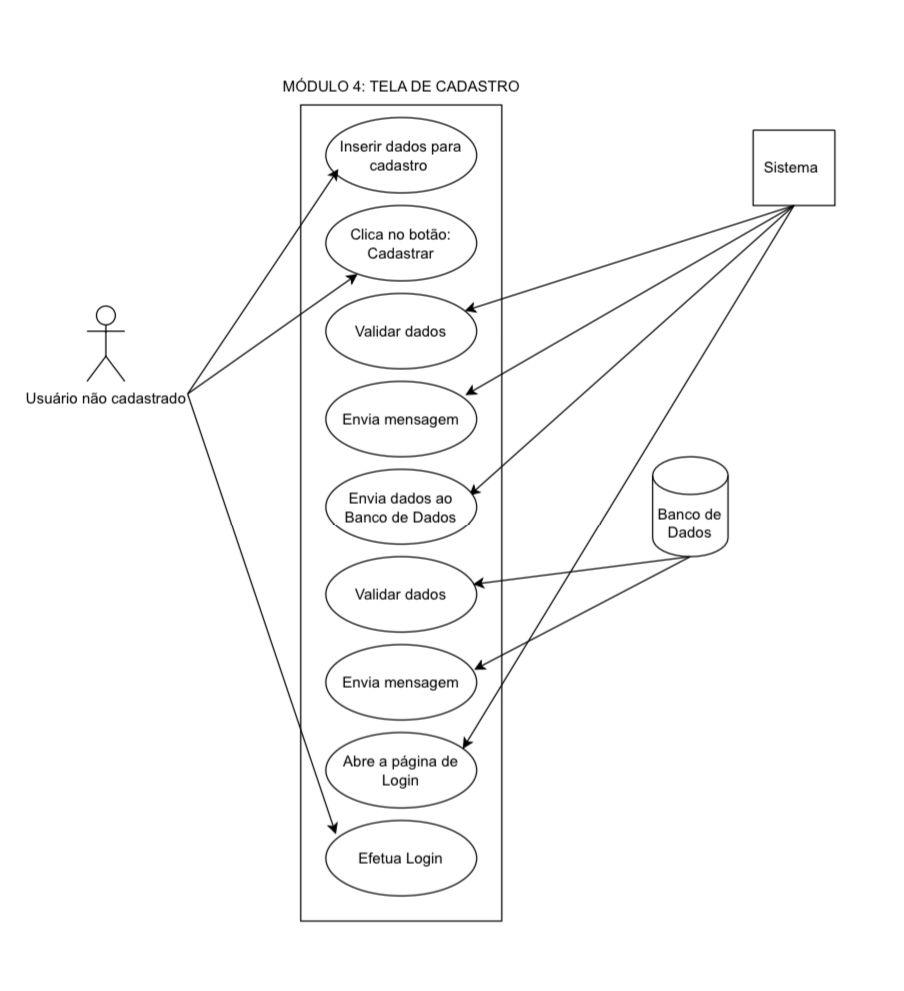 MÓDULO 4: TELA DE CADASTRO
Inserir dados para
cadastro
Sistema
Clica no botão:
Cadastrar
Validar dados
Usuário não cadastrado
Envia mensagem
Envia dados ao
Banco de Dados
Banco de
Dados
Validar dados
Envia mensagem
Abre a página de
Login
Efetua Login